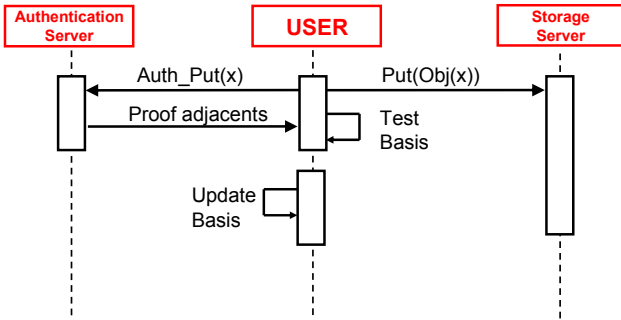 Authentication
Server
USER
Storage
Server
Auth_Put(x)
Put(Obj(x))
Proof adjacents
Test
Basis
Update
Basis